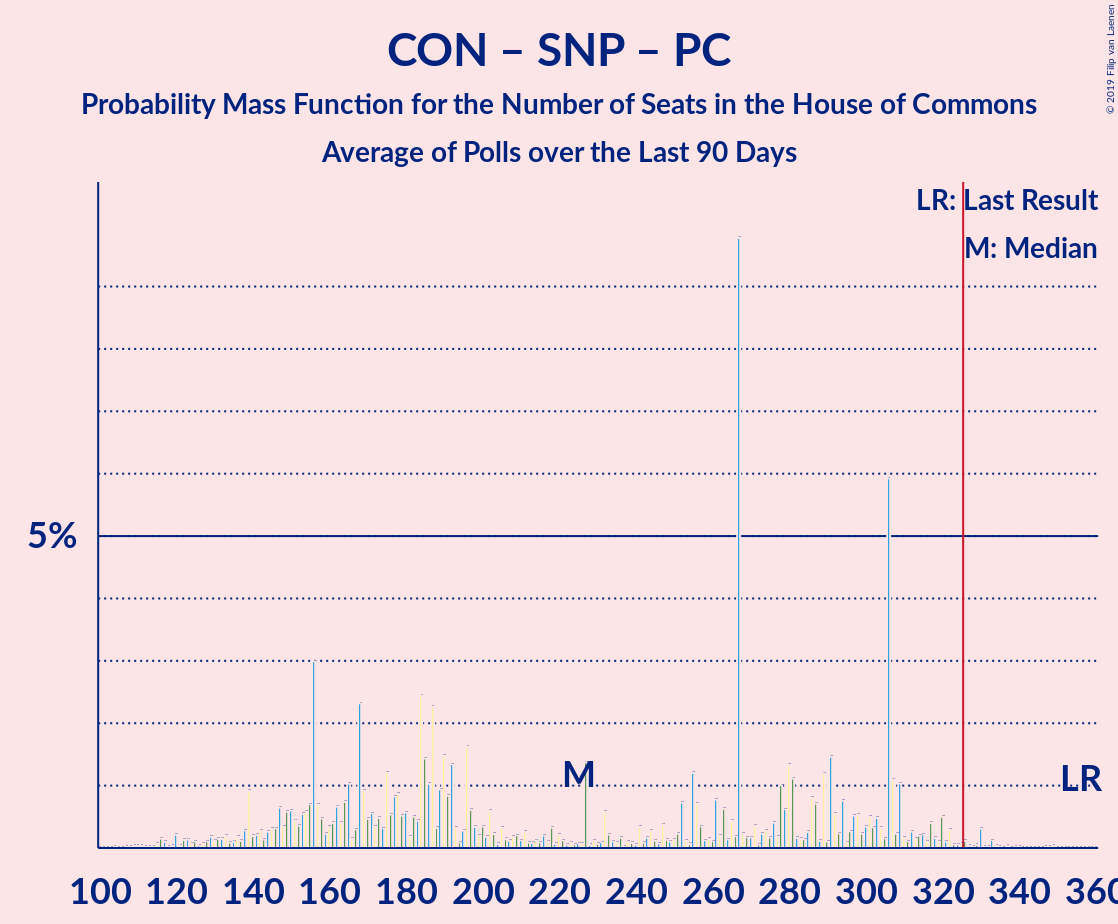 CON – SNP – PC
Probability Mass Function for the Number of Seats in the House of Commons
Average of Polls over the Last 90 Days
© 2019 Filip van Laenen
LR: Last Result
M: Median
5%
M
LR
100 120 140 160 180 200 220 240 260 280 300 320 340 360